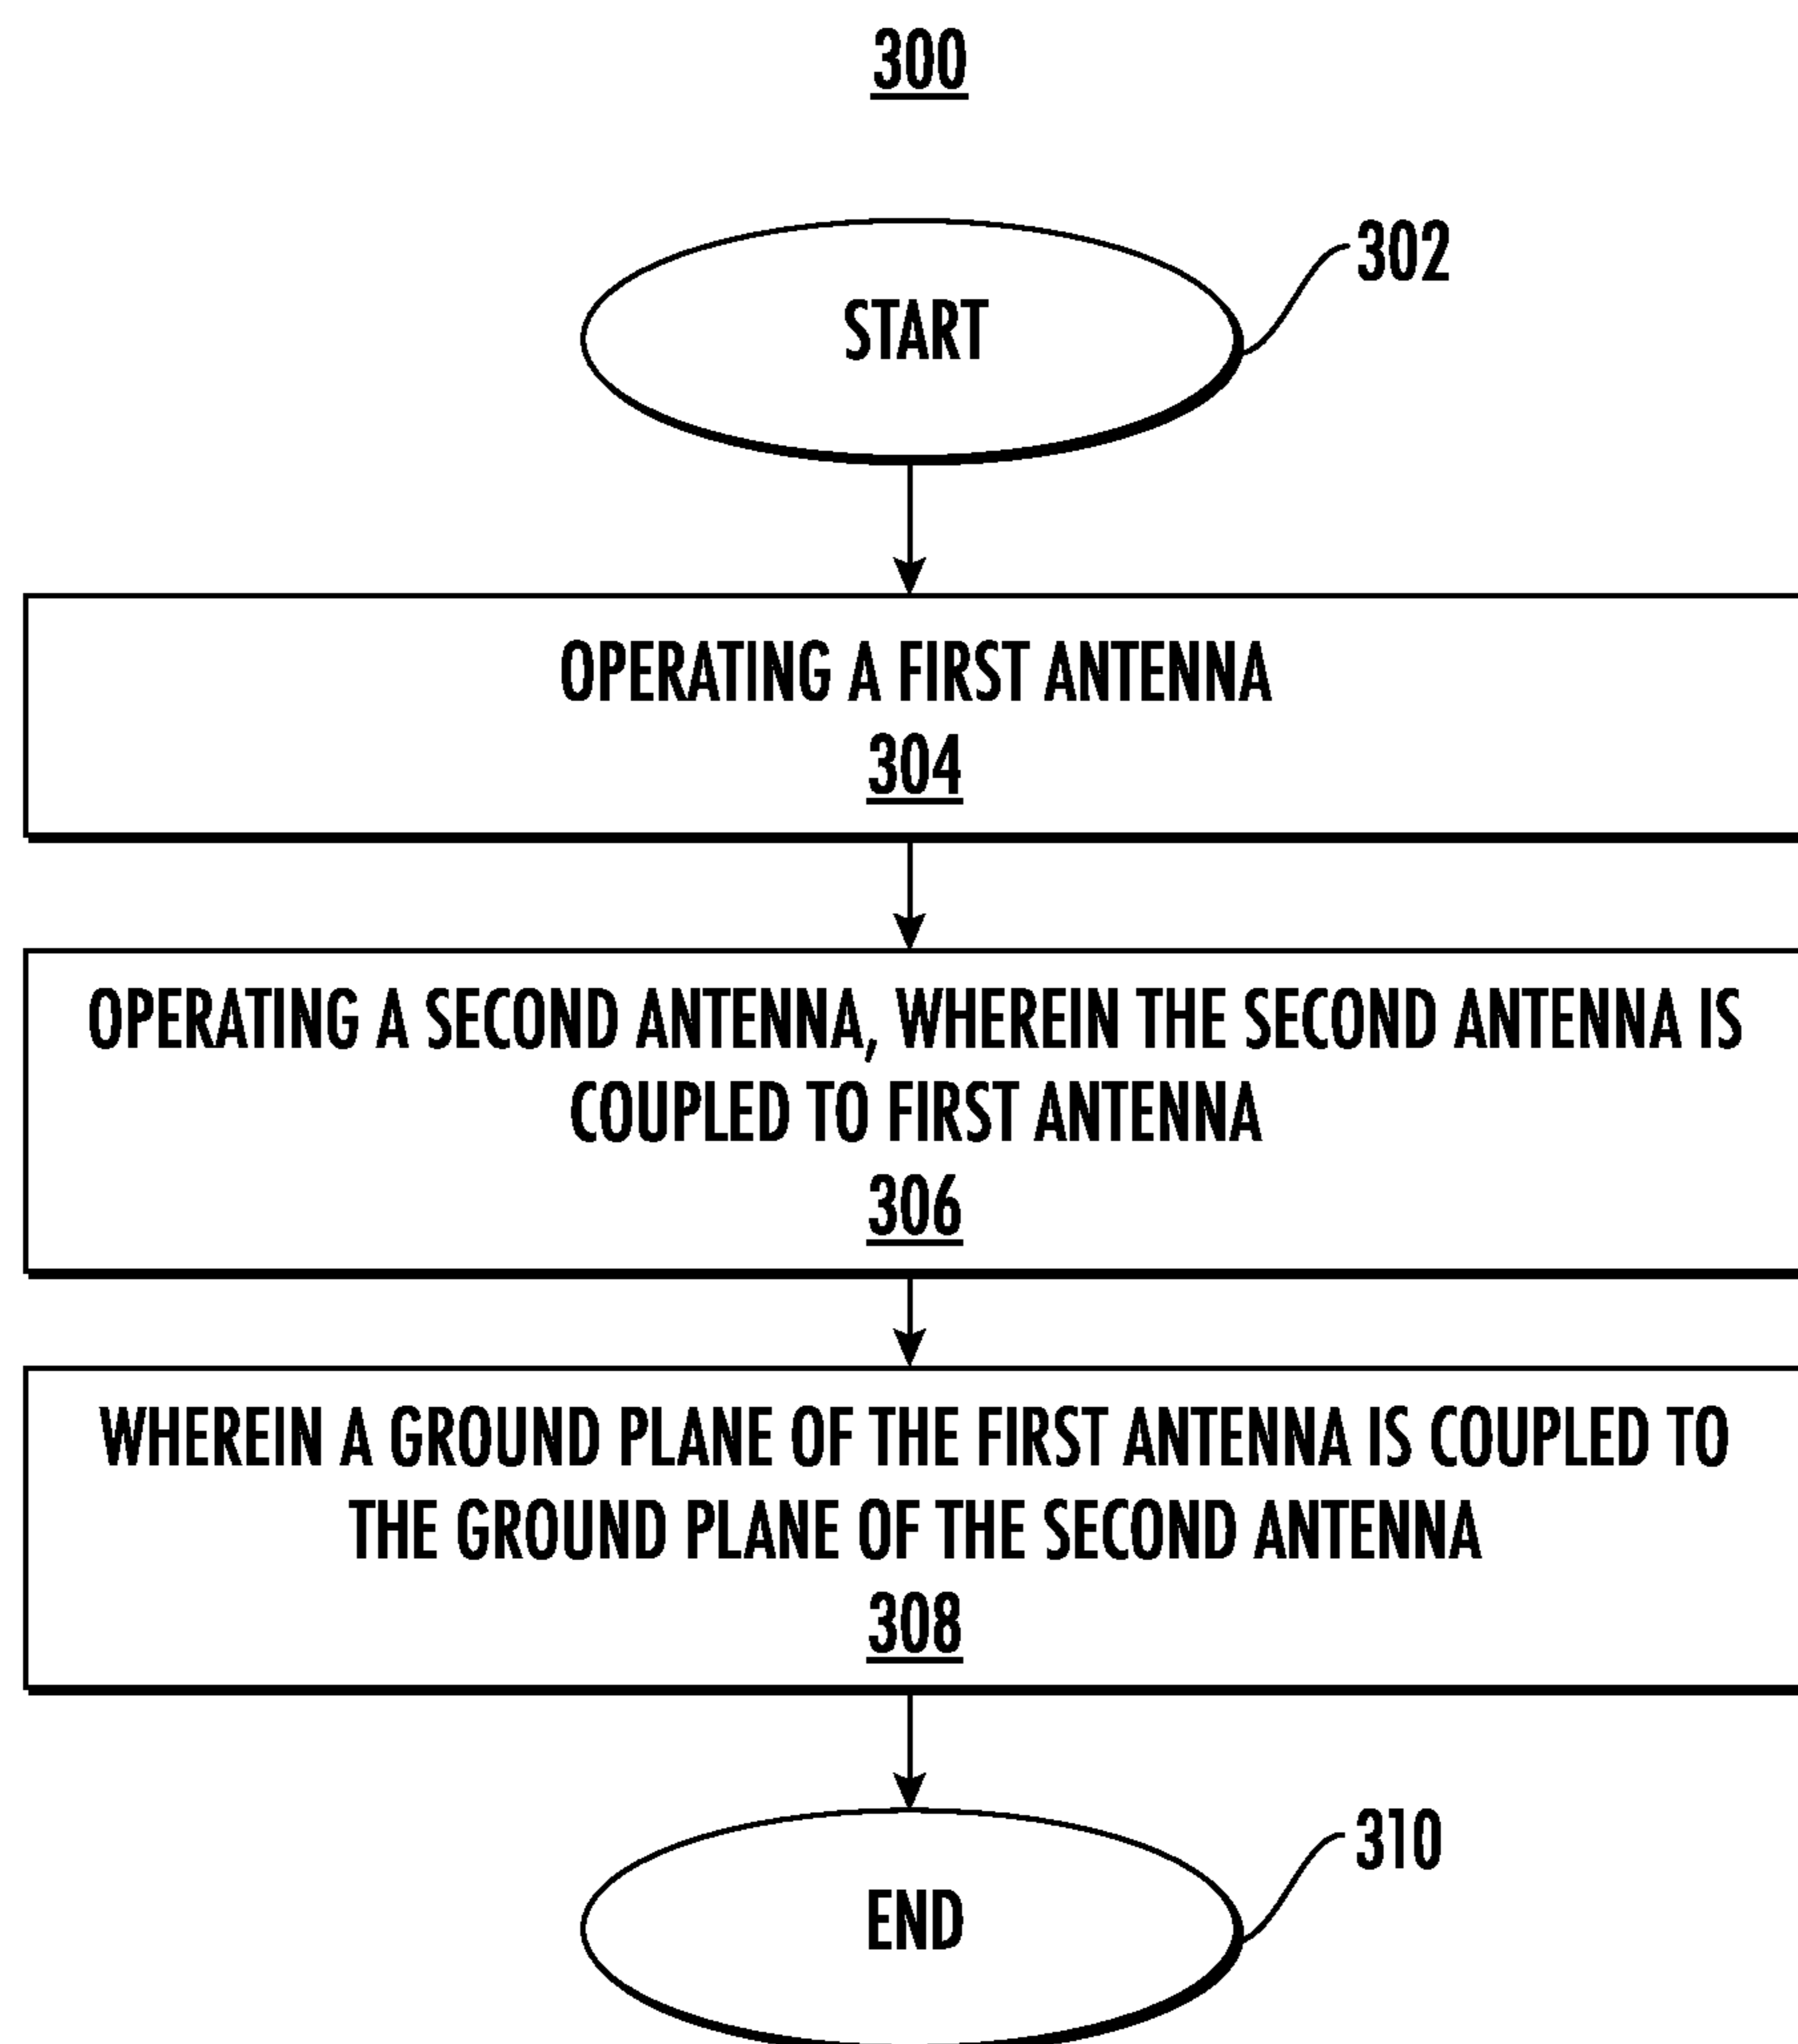 300
302
START
OPERATING A FIRST ANTENNA
304
OPERATING A SECOND ANTENNA, WHEREIN THE SECOND ANTENNA IS
COUPLED TO FIRST ANTENNA
306
WHEREIN A GROUND PLANE OF THE FIRST ANTENNA IS COUPLED TO
THE GROUND PLANE OF THE SECOND ANTENNA
308
310
END